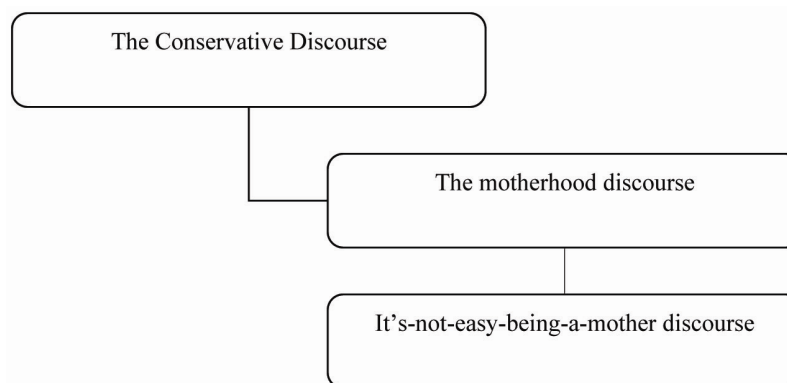 The Conservative Discourse
The motherhood discourse
It’s-not-easy-being-a-mother discourse